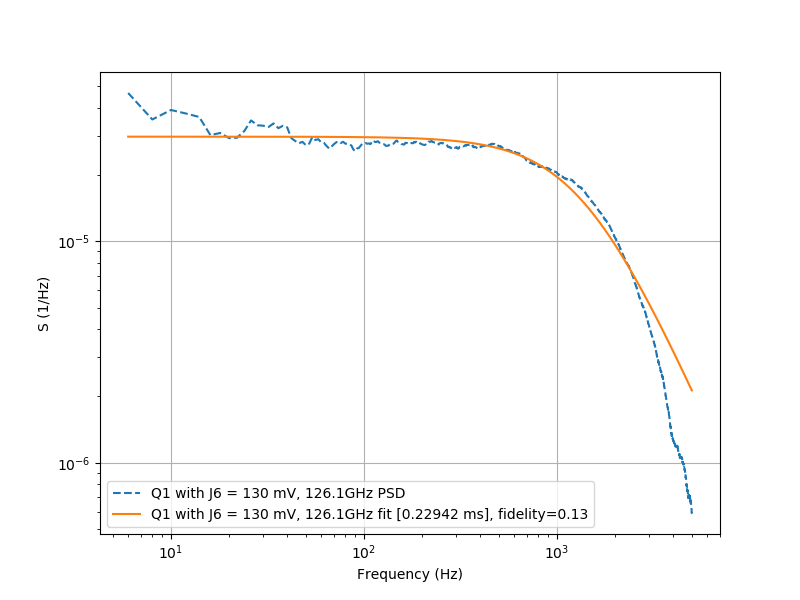 S (1/Hz)
10⁻⁵
10⁻⁶
Q1 with J6 = 130 mV, 126.1GHz PSD
Q1 with J6 = 130 mV, 126.1GHz fit [0.22942 ms], fidelity=0.13
10¹ 10² 10³
Frequency (Hz)